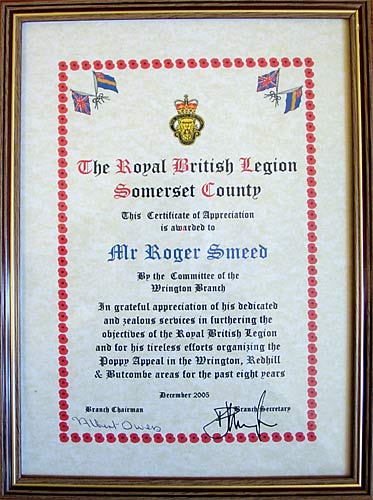 The Royal British Legion
Somerset County
This Certificate of Appreciation
is awarded to
Mr Roger Smeed
By the Committee of the
Wrington Branch
In grateful appreciation of his dedicated
and zealous services in furthering the
objectives of the Royal British Legion
and for his tireless efforts organizing the
Poppy Appeal in the Wrington, Redhill
& Butcombe areas for the past eight years
December 2005
Branch Chairman Branch Secretary
Albert Owens